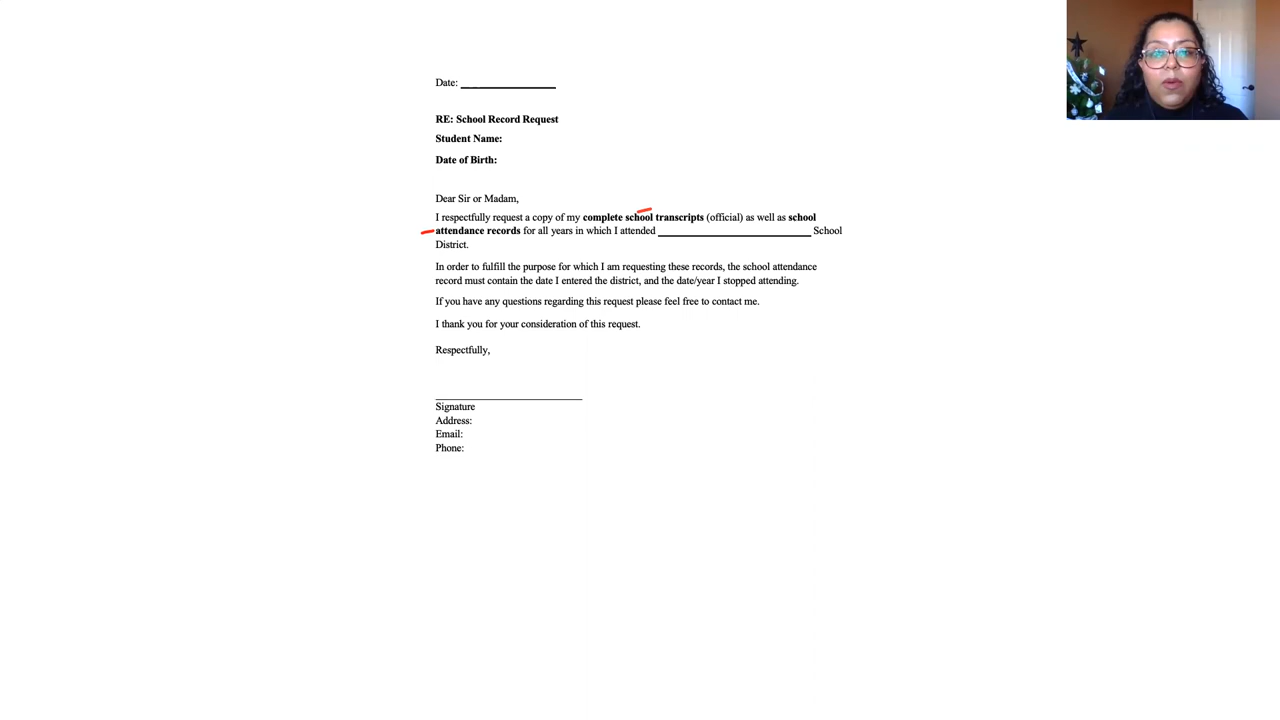 Date: __________________
RE: School Record Request
Student Name:
Date of Birth:
Dear Sir or Madam,
I respectfully request a copy of my complete school transcripts (official) as well as school
attendance records for all years in which I attended _____________________________ School
District.
In order to fulfill the purpose for which I am requesting these records, the school attendance
record must contain the date I entered the district, and the date/year I stopped attending.
If you have any questions regarding this request please feel free to contact me.
I thank you for your consideration of this request.
Respectfully,
____________________________
Signature
Address:
Email:
Phone: